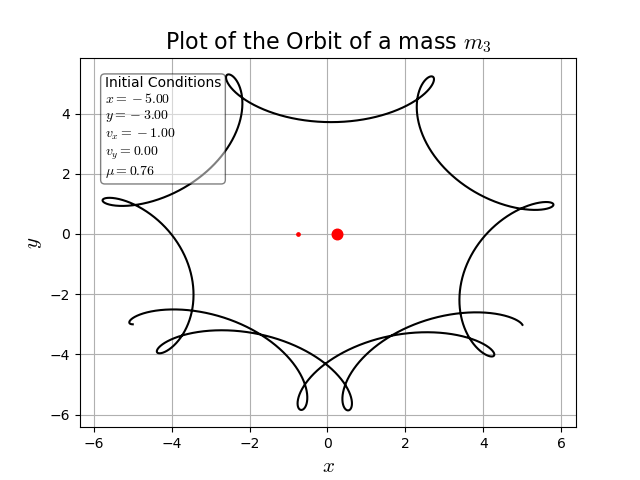 Plot of the Orbit of a mass m₃
Initial Conditions
x = −5.00
y = −3.00
vₓ = −1.00
v_y = 0.00
μ = 0.76
4
2
0
−2
−4
−6
y
−6 −4 −2 0 2 4 6
x